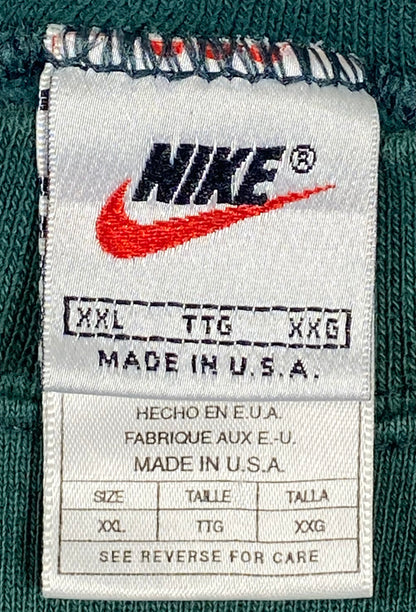 NIKE®
XXL TTG XXG
MADE IN U.S.A.
HECHO EN E.U.A.
FABRIQUE AUX E.-U.
MADE IN U.S.A.
SIZE TAILLE TALLA
XXL TTG XXG
SEE REVERSE FOR CARE